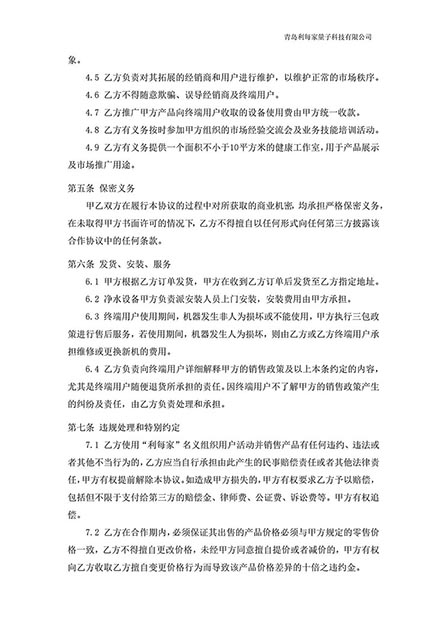 青岛利每家量子科技有限公司
象。
4.5 乙方负责对其拓展的经销商和用户进行维护，以维护正常的市场秩序。
4.6 乙方不得随意欺骗、误导经销商及终端用户。
4.7 乙方推广甲方产品向终端用户收取的设备使用费由甲方统一收款。
4.8 乙方有义务按时参加甲方组织的市场经验交流会及业务技能培训活动。
4.9 乙方有义务提供一个面积不小于10平方米的健康工作室，用于产品展示
及市场推广用途。
第五条 保密义务
甲乙双方在履行本协议的过程中对所获取的商业机密，均承担严格保密义务，
在未取得甲方书面许可的情况下，乙方不得擅自以任何形式向任何第三方披露该
合作协议中的任何条款。
第六条 发货、安装、服务
6.1 甲方根据乙方订单发货，甲方在收到乙方订单后发货至乙方指定地址。
6.2 净水设备甲方负责派安装人员上门安装，安装费用由甲方承担。
6.3 终端用户使用期间，机器发生非人为损坏或不能使用，甲方执行三包政
策进行售后服务，若使用期间，机器发生人为损坏，则由乙方或乙方终端用户承
担维修或更换新机的费用。
6.4 乙方负责向终端用户详细解释甲方的销售政策及以上本条约定的内容，
尤其是终端用户随便退货所承担的责任。因终端用户不了解甲方的销售政策产生
的纠纷及责任，由乙方负责处理和承担。
第七条 违规处理和特别约定
7.1 乙方使用“利每家”名义组织用户活动并销售产品有任何违约、违法或
者其他不当行为的，乙方应当自行承担由此产生的民事赔偿责任或者其他法律责
任，甲方有权提前解除本协议。如造成甲方损失的，甲方有权要求乙方予以赔偿，
包括但不限于支付给第三方的赔偿金、律师费、公证费、诉讼费等。甲方有权追
偿。
7.2 乙方在合作期内，必须保证其出售的产品价格必须与甲方规定的零售价
格一致，乙方不得擅自更改价格，未经甲方同意擅自提价或者减价的，甲方有权
向乙方收取乙方擅自变更价格行为而导致该产品价格差异的十倍之违约金。